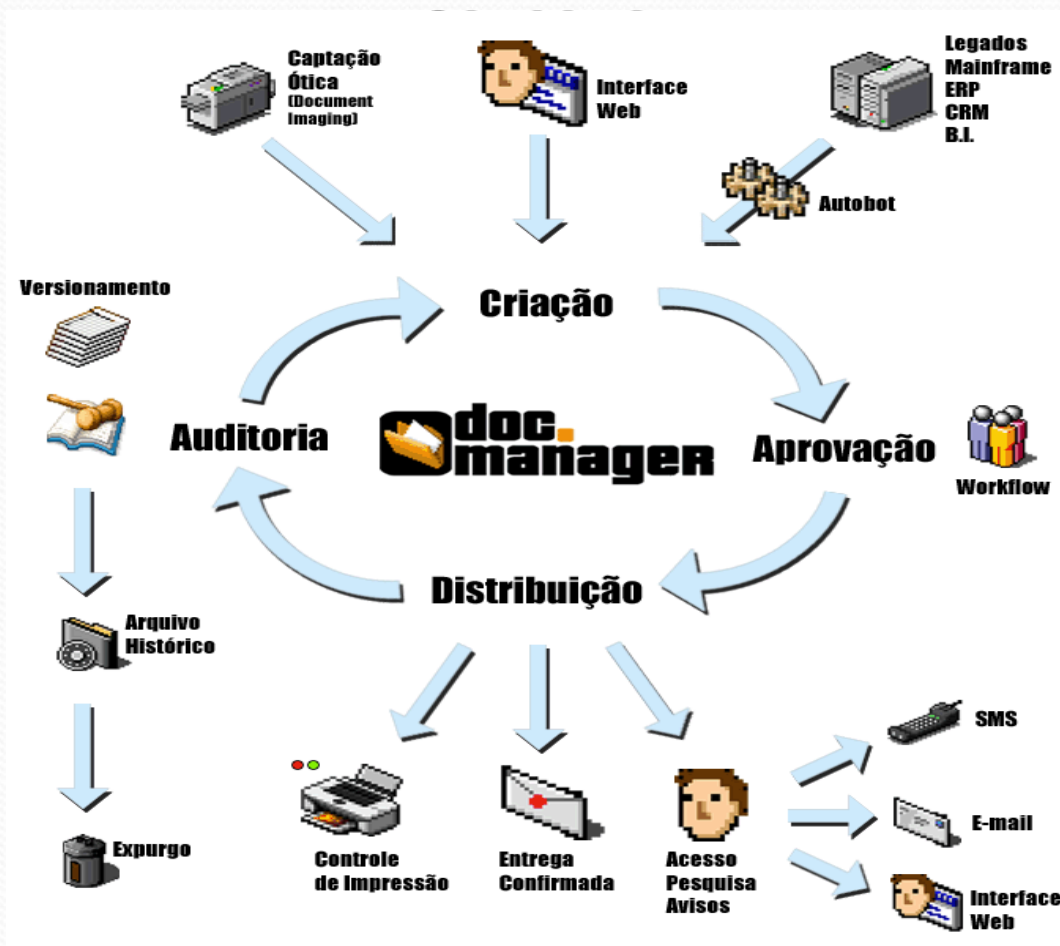 Captação
Ótica
(Document
Imaging)
Interface
Web
Legados
Mainframe
ERP
CRM
B.I.
Autobot
Versionamento
Criação
Auditoria
doc.
manager
Aprovação
Workflow
Distribuição
Arquivo
Histórico
Expurgo
Controle
de Impressão
Entrega
Confirmada
Acesso
Pesquisa
Avisos
SMS
E-mail
Interface
Web